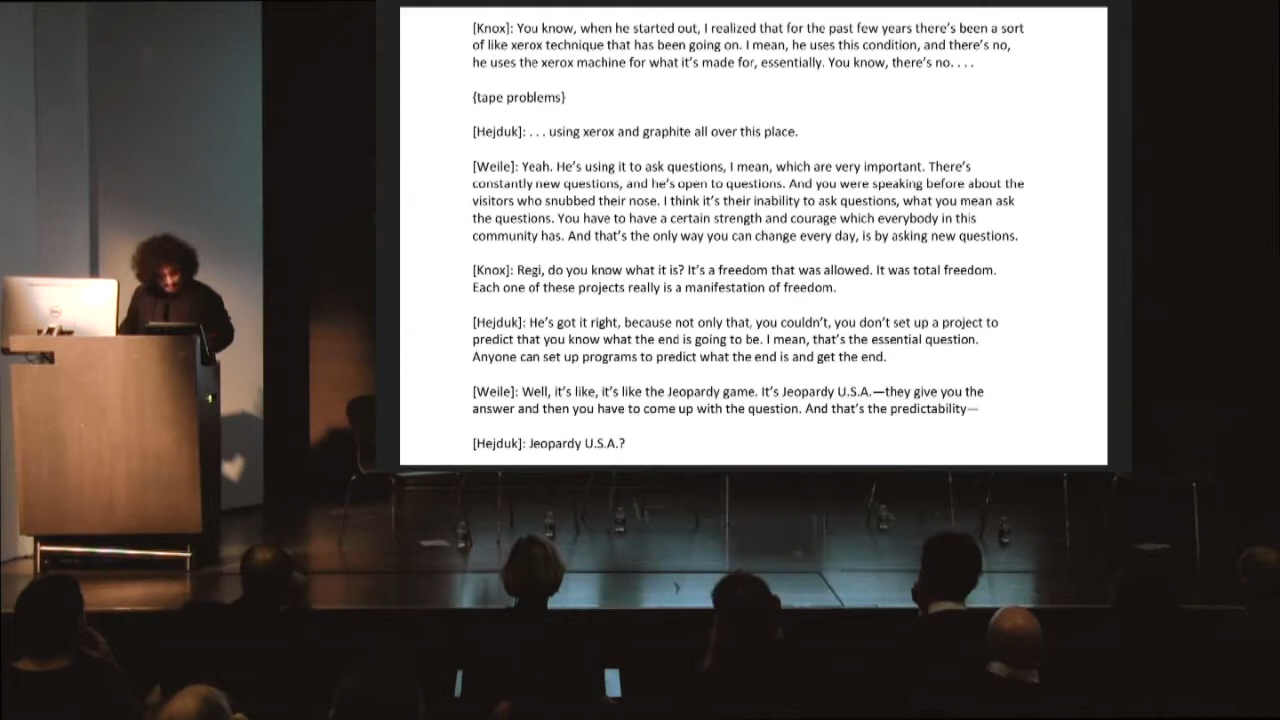 [Knox]: You know, when he started out, I realized that for the past few years there's been a sort
of like xerox technique that has been going on. I mean, he uses this condition, and there's no,
he uses the xerox machine for what it's made for, essentially. You know, there's no. . . .
{tape problems}
[Hejduk]: . . . using xerox and graphite all over this place.
[Weile]: Yeah. He's using it to ask questions, I mean, which are very important. There's
constantly new questions, and he's open to questions. And you were speaking before about the
visitors who snubbed their nose. I think it's their inability to ask questions, what you mean ask
the questions. You have to have a certain strength and courage which everybody in this
community has. And that's the only way you can change every day, is by asking new questions.
[Knox]: Regi, do you know what it is? It's a freedom that was allowed. It was total freedom.
Each one of these projects really is a manifestation of freedom.
[Hejduk]: He's got it right, because not only that, you couldn't, you don't set up a project to
predict that you know what the end is going to be. I mean, that's the essential question.
Anyone can set up programs to predict what the end is and get the end.
[Weile]: Well, it's like, it's like the Jeopardy game. It's Jeopardy U.S.A.—they give you the
answer and then you have to come up with the question. And that's the predictability—
[Hejduk]: Jeopardy U.S.A.?